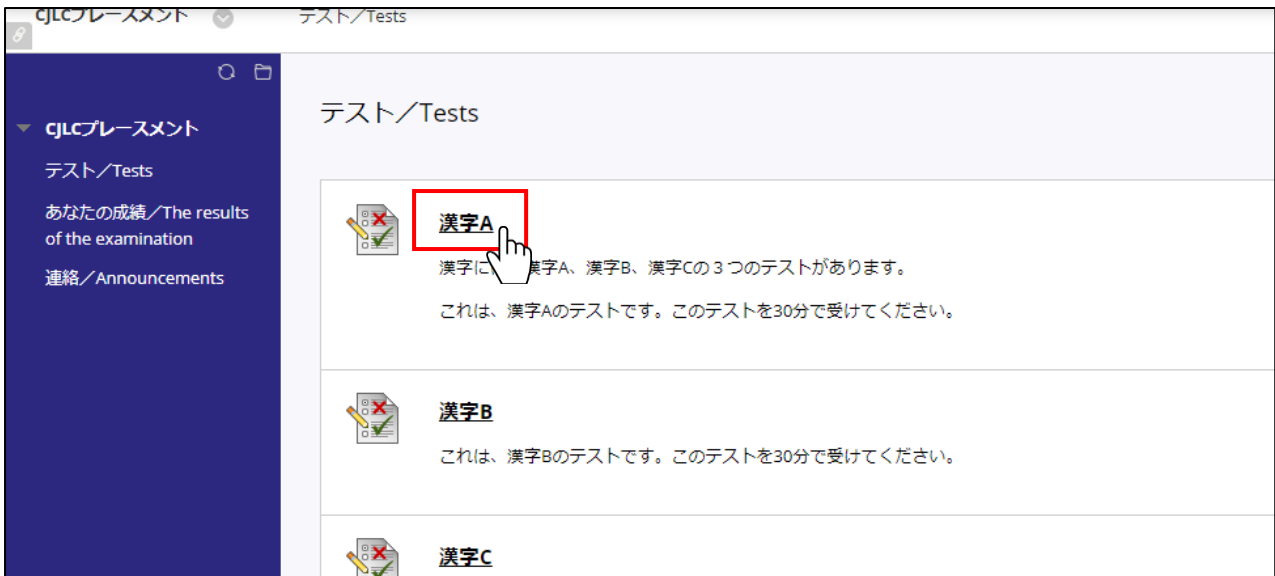 CJLCプレースメント
テスト／Tests
CJLCプレースメント
テスト／Tests
あなたの成績／The results
of the examination
連絡／Announcements
テスト／Tests
漢字A
漢字に 漢字A、漢字B、漢字Cの３つのテストがあります。
これは、漢字Aのテストです。このテストを30分で受けてください。
漢字B
これは、漢字Bのテストです。このテストを30分で受けてください。
漢字C